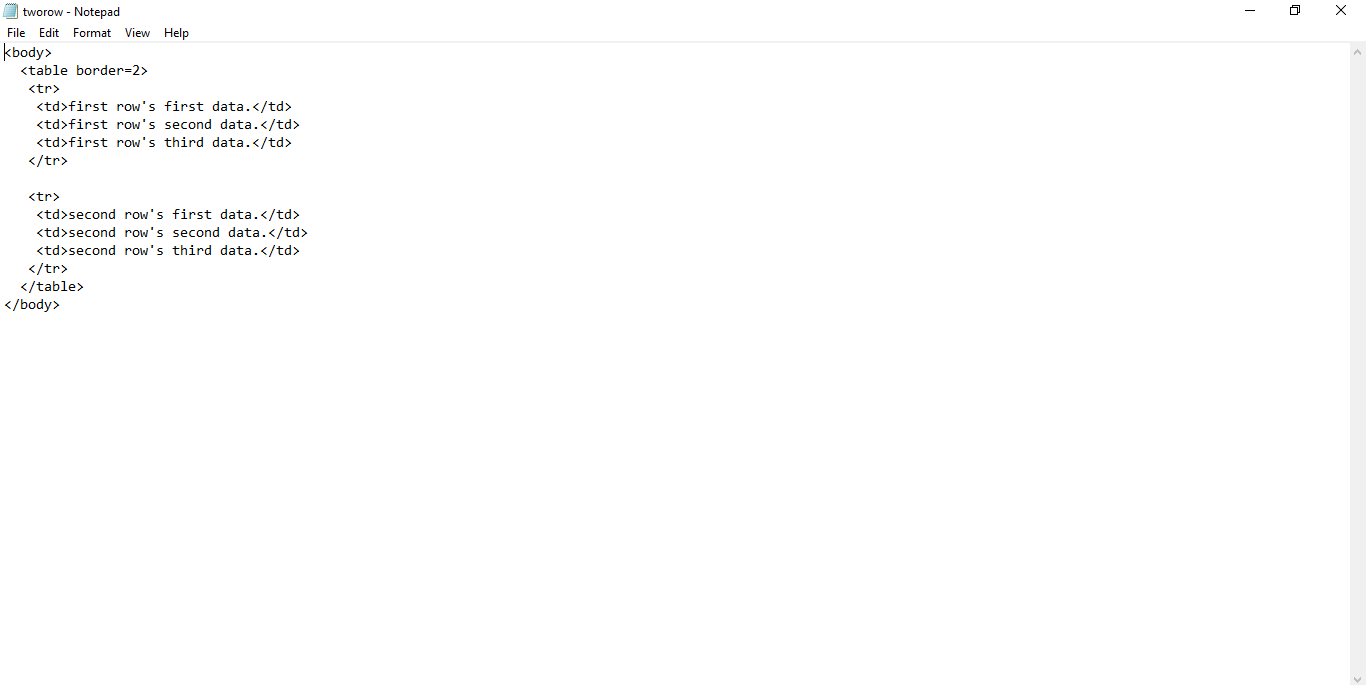 tworow - Notepad
File Edit Format View Help
<body>
  <table border=2>
   <tr>
    <td>first row's first data.</td>
    <td>first row's second data.</td>
    <td>first row's third data.</td>
   </tr>

   <tr>
    <td>second row's first data.</td>
    <td>second row's second data.</td>
    <td>second row's third data.</td>
   </tr>
  </table>
</body>